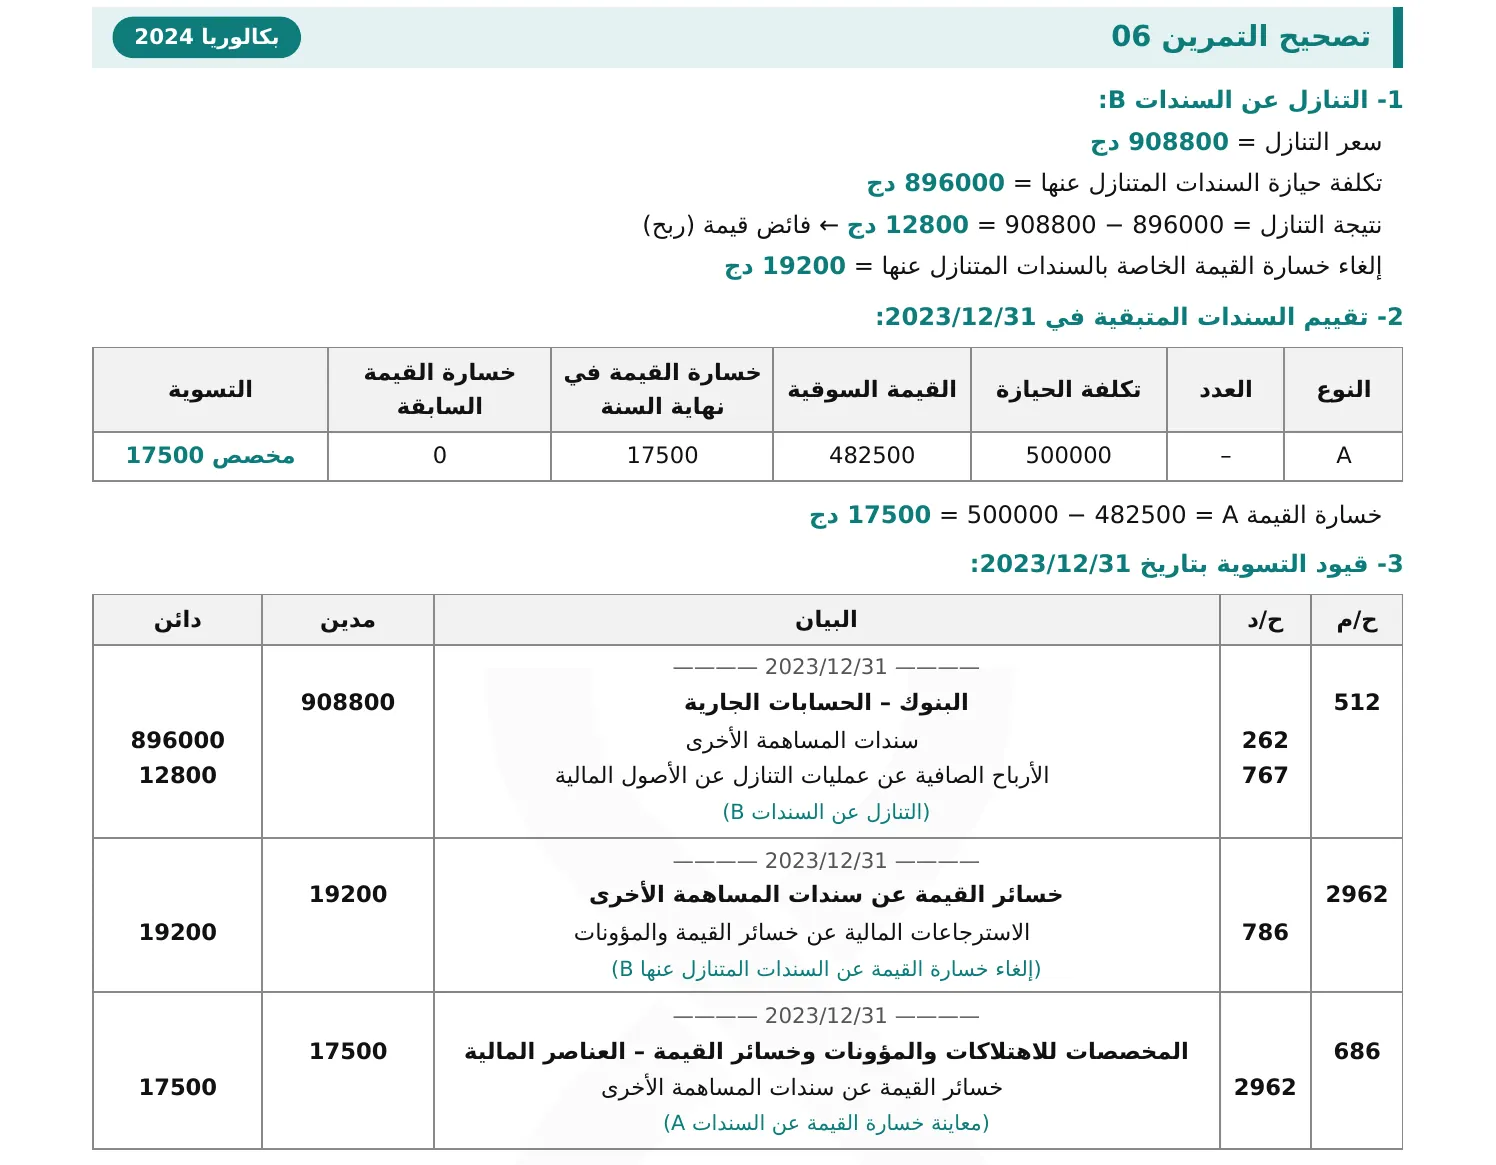 تصحيح التمرين 06
بكالوريا 2024
1- التنازل عن السندات B:
سعر التنازل = 908800 دج
تكلفة حيازة السندات المتنازل عنها = 896000 دج
نتيجة التنازل = 896000 − 908800 = 12800 دج ← فائض قيمة (ربح)
إلغاء خسارة القيمة الخاصة بالسندات المتنازل عنها = 19200 دج
2- تقييم السندات المتبقية في 2023/12/31:
النوع العدد تكلفة الحيازة القيمة السوقية خسارة القيمة في نهاية السنة خسارة القيمة السابقة التسوية
A – 500000 482500 17500 0 مخصص 17500
خسارة القيمة A = 482500 − 500000 = 17500 دج
3- قيود التسوية بتاريخ 2023/12/31:
ح/م ح/د البيان مدين دائن
———— 2023/12/31 ————
512 البنوك – الحسابات الجارية 908800
262 سندات المساهمة الأخرى 896000
767 الأرباح الصافية عن عمليات التنازل عن الأصول المالية 12800
(التنازل عن السندات B)
———— 2023/12/31 ————
2962 خسائر القيمة عن سندات المساهمة الأخرى 19200
786 الاسترجاعات المالية عن خسائر القيمة والمؤونات 19200
(إلغاء خسارة القيمة عن السندات المتنازل عنها B)
———— 2023/12/31 ————
686 المخصصات للاهتلاكات والمؤونات وخسائر القيمة – العناصر المالية 17500
2962 خسائر القيمة عن سندات المساهمة الأخرى 17500
(معاينة خسارة القيمة عن السندات A)